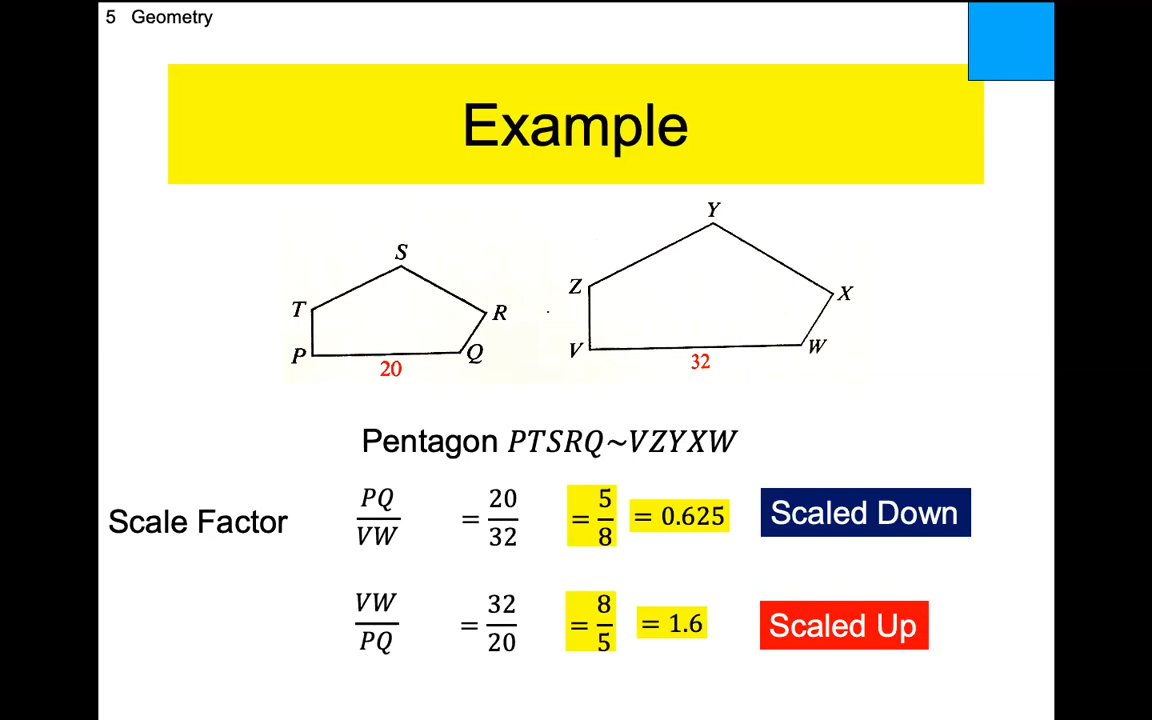 5 Geometry
Example
Y
S
Z
X
T
R
P
Q
V
W
20
32
Pentagon PTSRQ~VZYXW
Scale Factor PQ/VW = 20/32 = 5/8 = 0.625 Scaled Down
VW/PQ = 32/20 = 8/5 = 1.6 Scaled Up